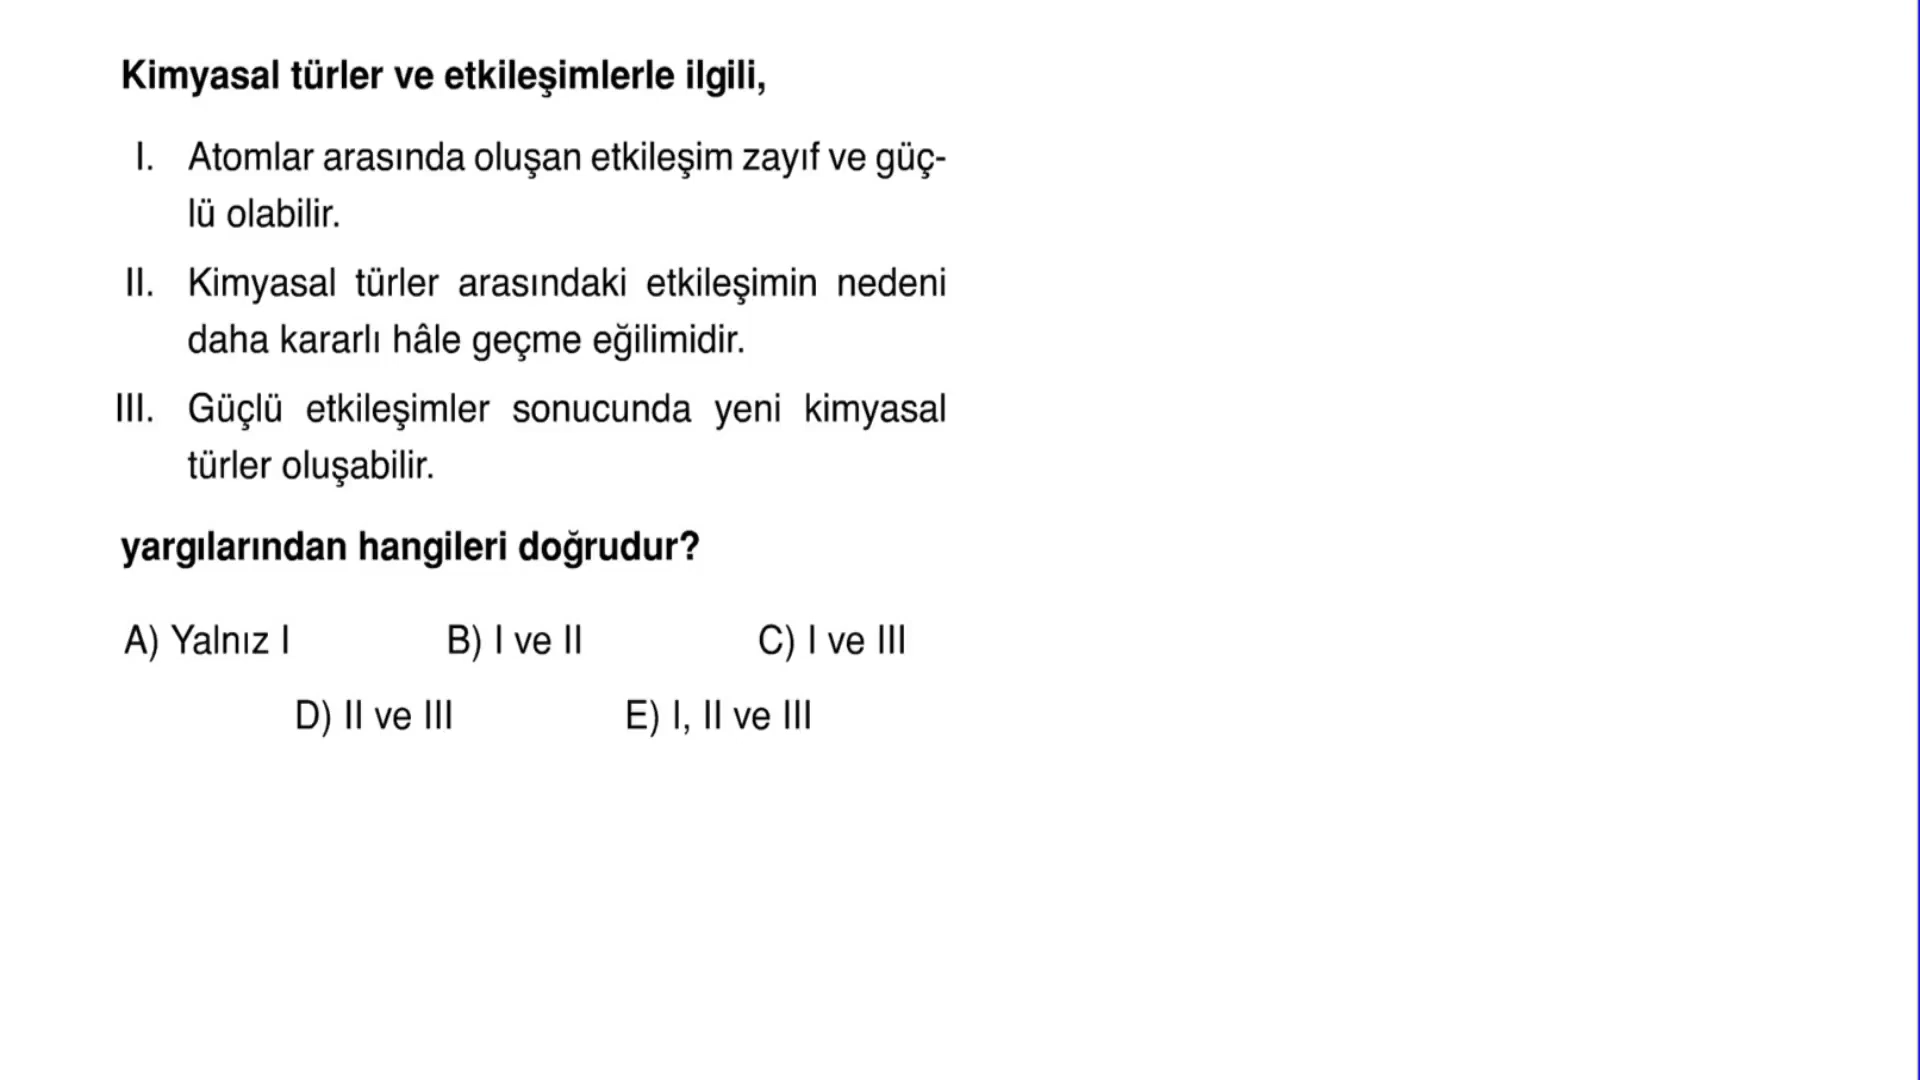 Kimyasal türler ve etkileşimlerle ilgili,
I. Atomlar arasında oluşan etkileşim zayıf ve güç-
lü olabilir.
II. Kimyasal türler arasındaki etkileşimin nedeni
daha kararlı hâle geçme eğilimidir.
III. Güçlü etkileşimler sonucunda yeni kimyasal
türler oluşabilir.
yargılarından hangileri doğrudur?
A) Yalnız I B) I ve II C) I ve III
D) II ve III E) I, II ve III